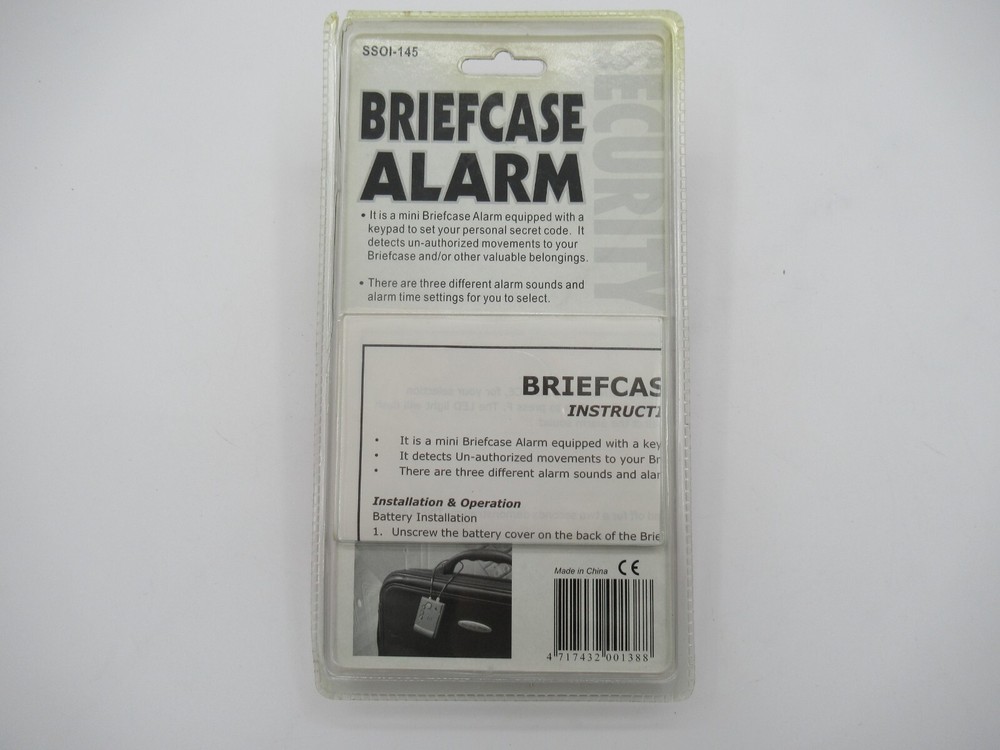 SSOI-145
SECURITY
BRIEFCASE
ALARM
• It is a mini Briefcase Alarm equipped with a
keypad to set your personal secret code. It
detects un-authorized movements to your
Briefcase and/or other valuable belongings.
• There are three different alarm sounds and
alarm time settings for you to select.
BRIEFCAS
INSTRUCTI
• It is a mini Briefcase Alarm equipped with a key
• It detects Un-authorized movements to your Br
• There are three different alarm sounds and alar
Installation & Operation
Battery Installation
1. Unscrew the battery cover on the back of the Brie
Made in China CE
4 717432 001388